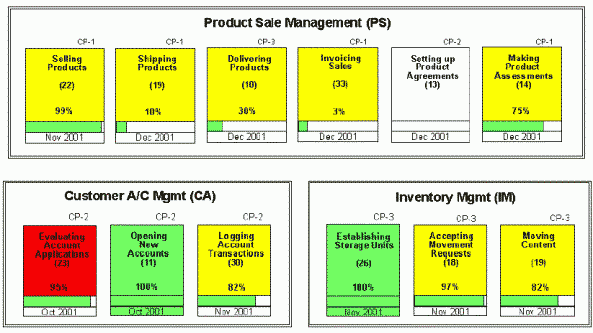 Product Sale Management (PS)
CP-1
Selling
Products
(22)
99%
Nov 2001
CP-1
Shipping
Products
(19)
10%
Dec 2001
CP-3
Delivering
Products
(10)
30%
Dec 2001
CP-1
Invoicing
Sales
(33)
3%
Dec 2001
CP-2
Setting up
Product
Agreements
(13)
Dec 2001
CP-1
Making
Product
Assessments
(14)
75%
Dec 2001
Customer A/C Mgmt (CA)
CP-2
Evaluating
Account
Applications
(23)
95%
Oct 2001
CP-2
Opening
New
Accounts
(11)
100%
Oct 2001
CP-2
Logging
Account
Transactions
(30)
82%
Nov 2001
Inventory Mgmt (IM)
CP-3
Establishing
Storage Units
(26)
100%
Nov 2001
CP-3
Accepting
Movement
Requests
(18)
97%
Nov 2001
CP-3
Moving
Content
(19)
82%
Nov 2001